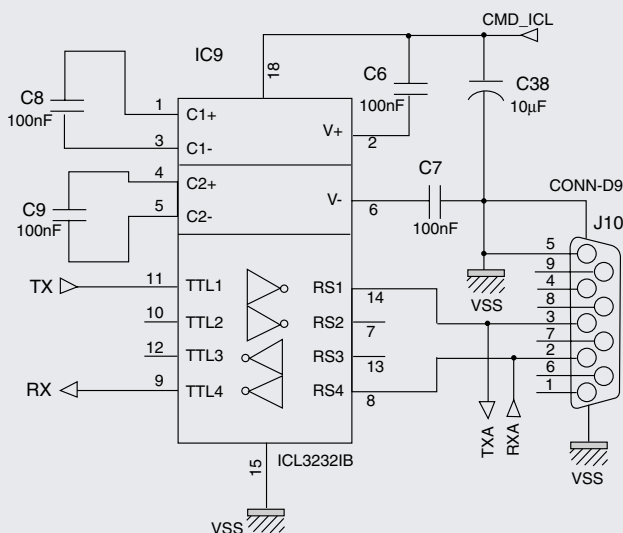 CMD_ICL
IC9
18
C6
100nF
C38
10µF
C8
100nF
1
C1+
V+
2
3
C1-
4
C2+
C7
100nF
CONN-D9
J10
C9
100nF
5
C2-
V-
6
5
9
4
8
3
7
2
6
1
VSS
TX
11
TTL1
RS1
14
10
TTL2
RS2
7
12
TTL3
RS3
13
RX
9
TTL4
RS4
8
TXA
RXA
15
ICL3232IB
VSS
VSS